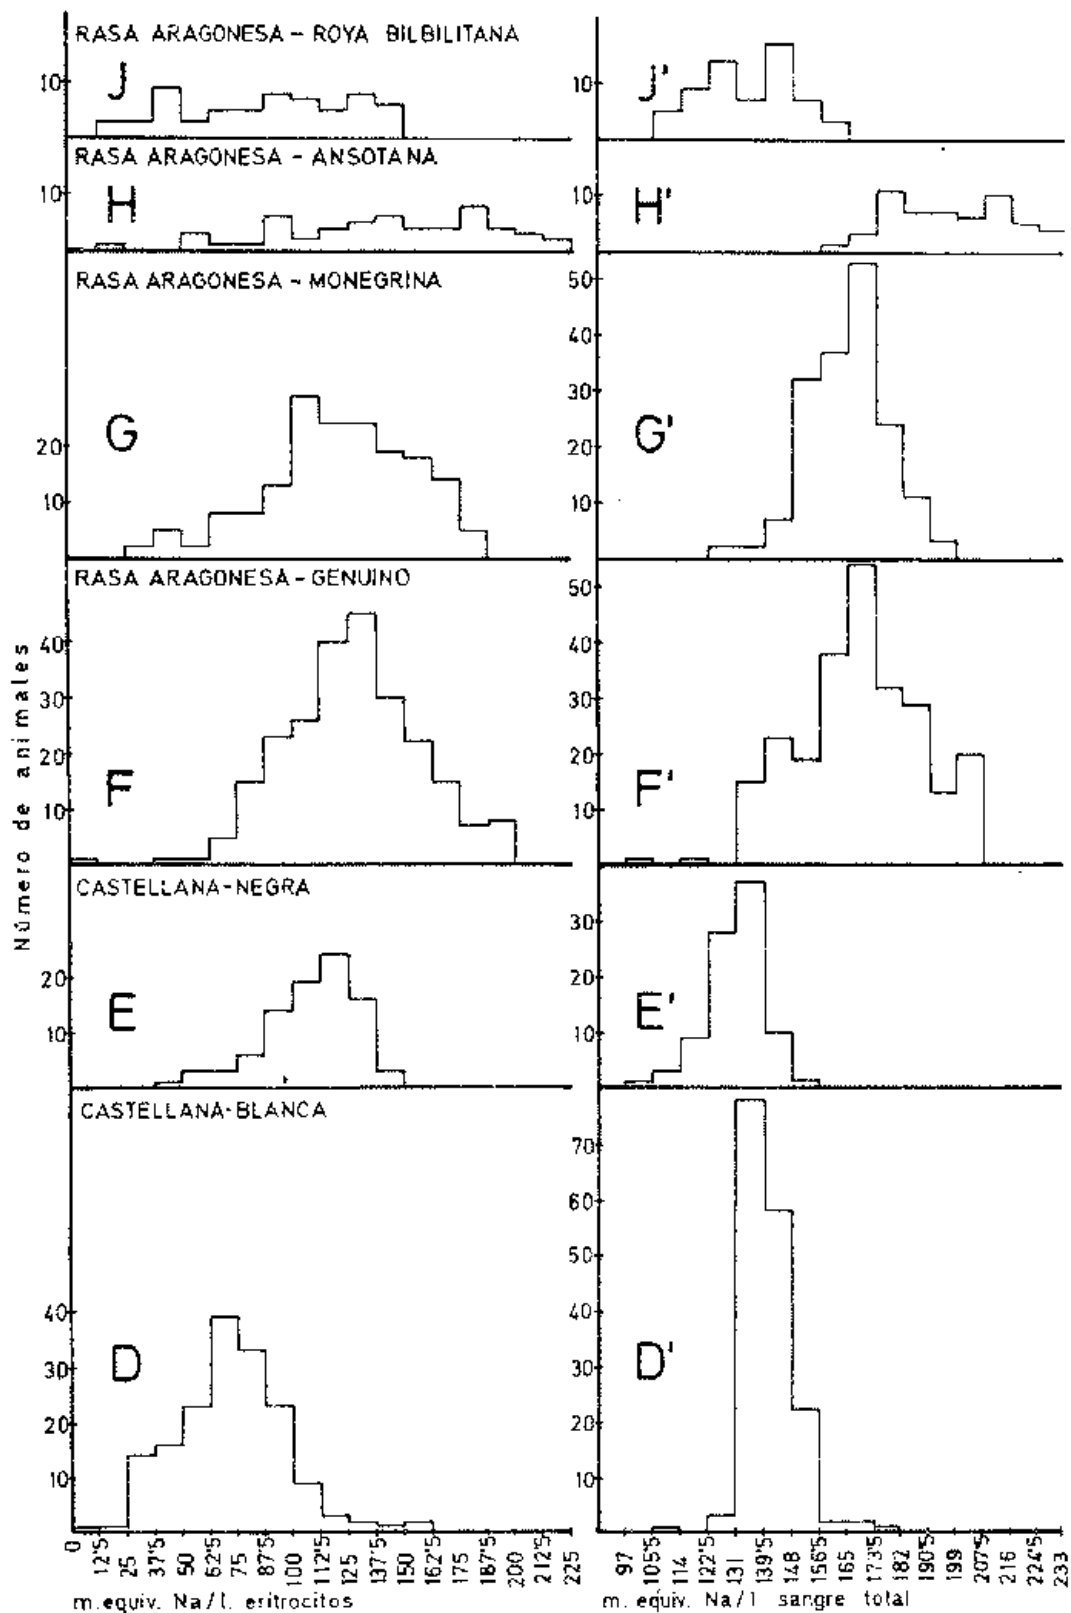 RASA ARAGONESA – ROYA BILBILITANA
J
J'
10
10
RASA ARAGONESA – ANSOTANA
H
H'
10
10
RASA ARAGONESA – MONEGRINA
G
G'
20
10
50
40
30
20
10
RASA ARAGONESA – GENUINO
F
F'
40
30
20
10
50
40
30
20
10
Número de animales
CASTELLANA-NEGRA
E
E'
20
10
30
20
10
CASTELLANA-BLANCA
D
D'
40
30
20
10
70
60
50
40
30
20
10
0 12'5 25 37'5 50 62'5 75 87'5 100 112'5 125 137'5 150 162'5 175 187'5 200 212'5 225
97 105'5 114 122'5 131 139'5 148 156'5 165 173'5 182 190'5 199 207'5 216 224'5 233
m.equiv. Na/l. eritrocitos
m. equiv. Na/l sangre total